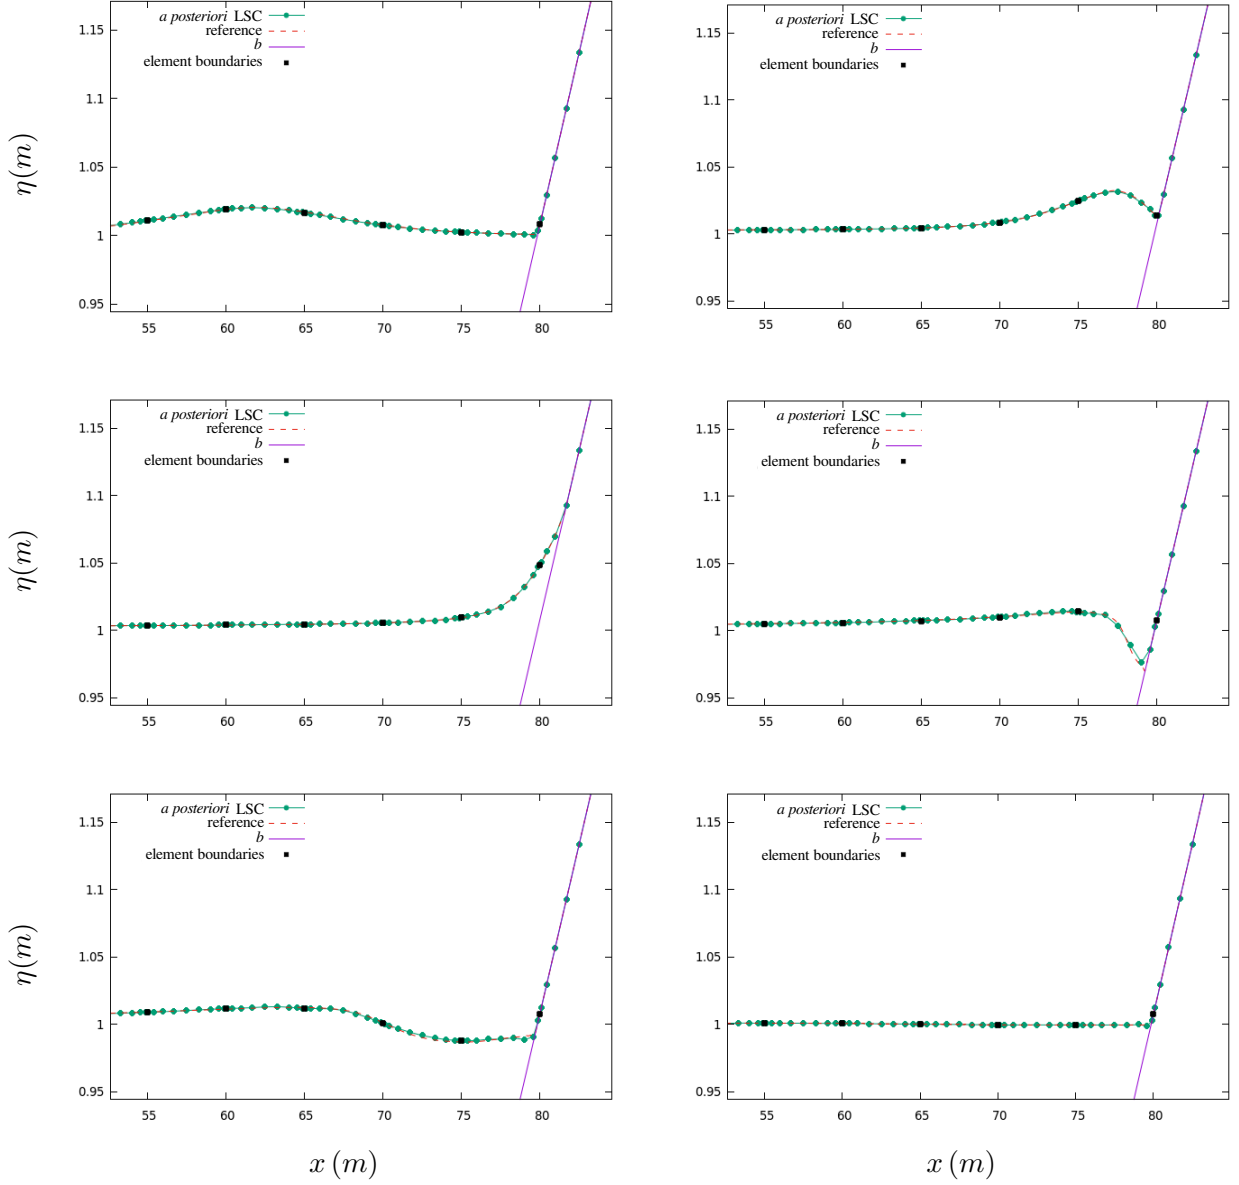 a posteriori LSC
reference
b
element boundaries
1.15
1.1
1.05
1
0.95
55 60 65 70 75 80
η(m)
a posteriori LSC
reference
b
element boundaries
1.15
1.1
1.05
1
0.95
55 60 65 70 75 80
a posteriori LSC
reference
b
element boundaries
1.15
1.1
1.05
1
0.95
55 60 65 70 75 80
η(m)
a posteriori LSC
reference
b
element boundaries
1.15
1.1
1.05
1
0.95
55 60 65 70 75 80
a posteriori LSC
reference
b
element boundaries
1.15
1.1
1.05
1
0.95
55 60 65 70 75 80
η(m)
x (m)
a posteriori LSC
reference
b
element boundaries
1.15
1.1
1.05
1
0.95
55 60 65 70 75 80
x (m)